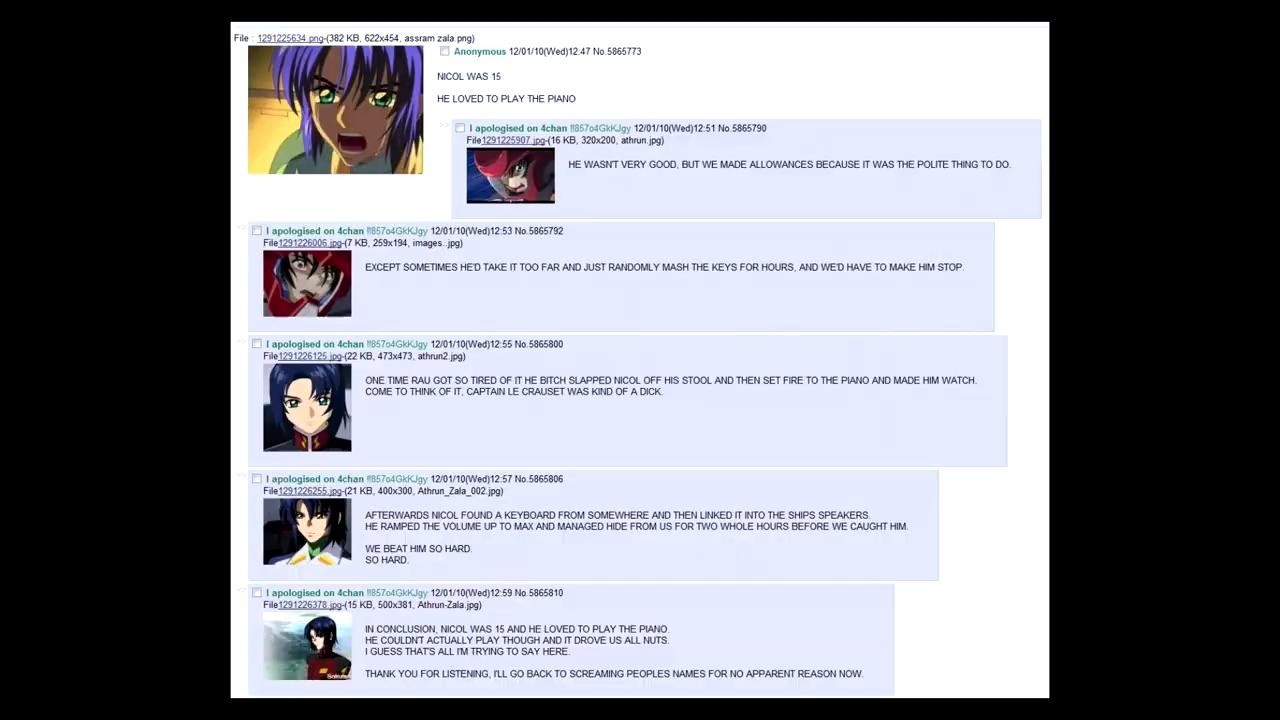 File : 1291225634.png-(382 KB, 622x454, assram zala.png)
Anonymous 12/01/10(Wed)12:47 No.5865773
NICOL WAS 15
HE LOVED TO PLAY THE PIANO
>> I apologised on 4chan !!857o4GkKJgy 12/01/10(Wed)12:51 No.5865790
File1291225907.jpg-(16 KB, 320x200, athrun.jpg)
HE WASN'T VERY GOOD, BUT WE MADE ALLOWANCES BECAUSE IT WAS THE POLITE THING TO DO.
>> I apologised on 4chan !!857o4GkKJgy 12/01/10(Wed)12:53 No.5865792
File1291226006.jpg-(7 KB, 259x194, images..jpg)
EXCEPT SOMETIMES HE'D TAKE IT TOO FAR AND JUST RANDOMLY MASH THE KEYS FOR HOURS, AND WE'D HAVE TO MAKE HIM STOP.
>> I apologised on 4chan !!857o4GkKJgy 12/01/10(Wed)12:55 No.5865800
File1291226125.jpg-(22 KB, 473x473, athrun2.jpg)
ONE TIME RAU GOT SO TIRED OF IT HE BITCH SLAPPED NICOL OFF HIS STOOL AND THEN SET FIRE TO THE PIANO AND MADE HIM WATCH.
COME TO THINK OF IT, CAPTAIN LE CRAUSET WAS KIND OF A DICK.
>> I apologised on 4chan !!857o4GkKJgy 12/01/10(Wed)12:57 No.5865806
File1291226255.jpg-(21 KB, 400x300, Athrun_Zala_002.jpg)
AFTERWARDS NICOL FOUND A KEYBOARD FROM SOMEWHERE AND THEN LINKED IT INTO THE SHIPS SPEAKERS.
HE RAMPED THE VOLUME UP TO MAX AND MANAGED HIDE FROM US FOR TWO WHOLE HOURS BEFORE WE CAUGHT HIM.
WE BEAT HIM SO HARD.
SO HARD.
>> I apologised on 4chan !!857o4GkKJgy 12/01/10(Wed)12:59 No.5865810
File1291226378.jpg-(15 KB, 500x381, Athrun-Zala.jpg)
IN CONCLUSION, NICOL WAS 15 AND HE LOVED TO PLAY THE PIANO.
HE COULDN'T ACTUALLY PLAY THOUGH AND IT DROVE US ALL NUTS.
I GUESS THAT'S ALL I'M TRYING TO SAY HERE.
THANK YOU FOR LISTENING, I'LL GO BACK TO SCREAMING PEOPLES NAMES FOR NO APPARENT REASON NOW.